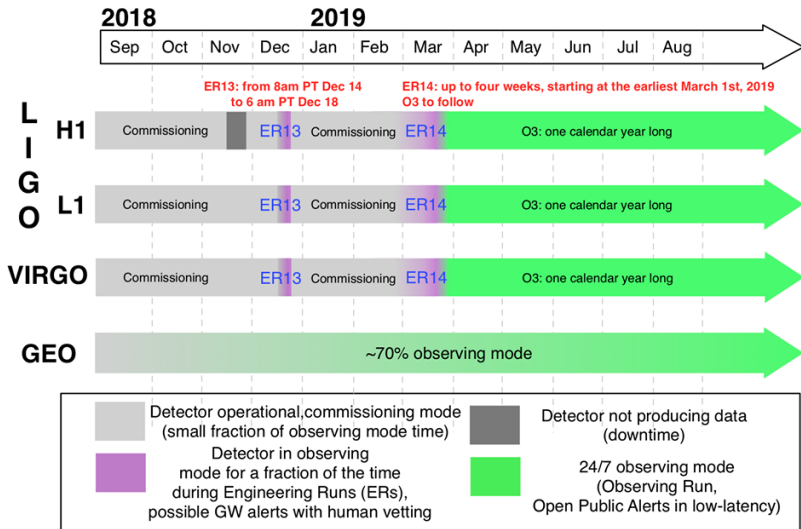 2018 2019
Sep Oct Nov Dec Jan Feb Mar Apr May Jun Jul Aug
ER13: from 8am PT Dec 14
to 6 am PT Dec 18
ER14: up to four weeks, starting at the earliest March 1st, 2019
O3 to follow
LIGO
H1 Commissioning ER13 Commissioning ER14 O3: one calendar year long
L1 Commissioning ER13 Commissioning ER14 O3: one calendar year long
VIRGO Commissioning ER13 Commissioning ER14 O3: one calendar year long
GEO ~70% observing mode
Detector operational,commissioning mode
(small fraction of observing mode time)
Detector not producing data
(downtime)
Detector in observing
mode for a fraction of the time
during Engineering Runs (ERs),
possible GW alerts with human vetting
24/7 observing mode
(Observing Run,
Open Public Alerts in low-latency)